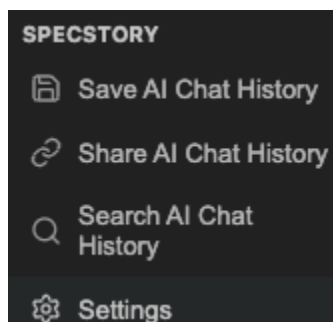 SPECSTORY
Save AI Chat History
Share AI Chat History
Search AI Chat
History
Settings